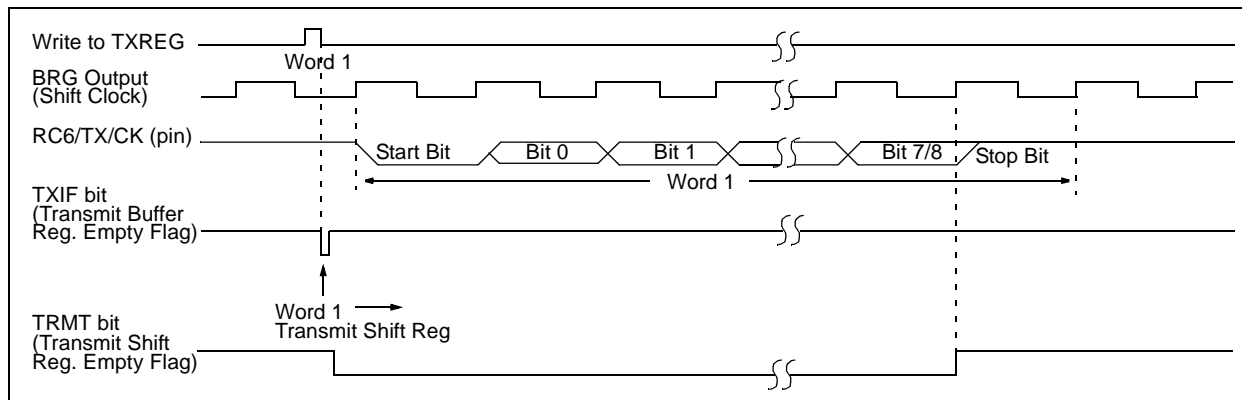 Write to TXREG
Word 1
BRG Output
(Shift Clock)
RC6/TX/CK (pin)
Start Bit
Bit 0
Bit 1
Bit 7/8
Stop Bit
Word 1
TXIF bit
(Transmit Buffer
Reg. Empty Flag)
Word 1
Transmit Shift Reg
TRMT bit
(Transmit Shift
Reg. Empty Flag)